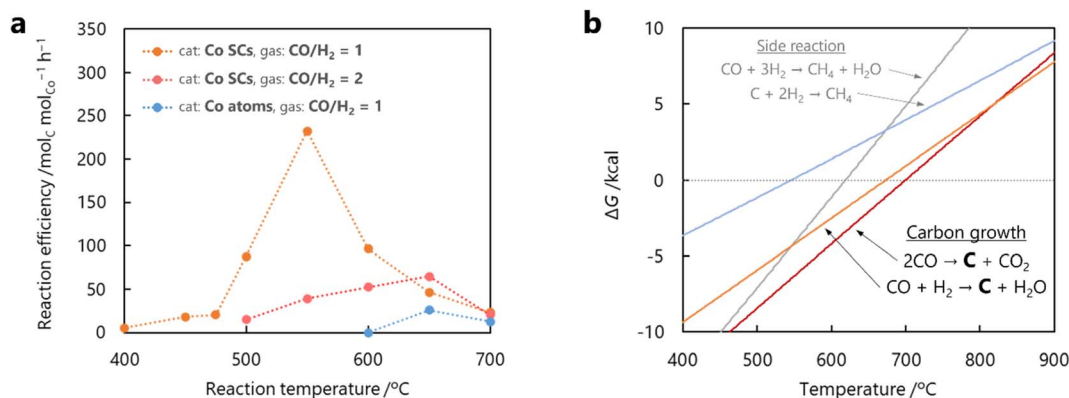 a
350
300
250
200
150
100
50
0
400
500
600
700
Reaction efficiency /mol_C mol_Co⁻¹ h⁻¹
Reaction temperature /°C
cat: Co SCs, gas: CO/H₂ = 1
cat: Co SCs, gas: CO/H₂ = 2
cat: Co atoms, gas: CO/H₂ = 1
b
10
5
0
-5
-10
400
500
600
700
800
900
ΔG /kcal
Temperature /°C
Side reaction
CO + 3H₂ → CH₄ + H₂O
C + 2H₂ → CH₄
Carbon growth
2CO → C + CO₂
CO + H₂ → C + H₂O